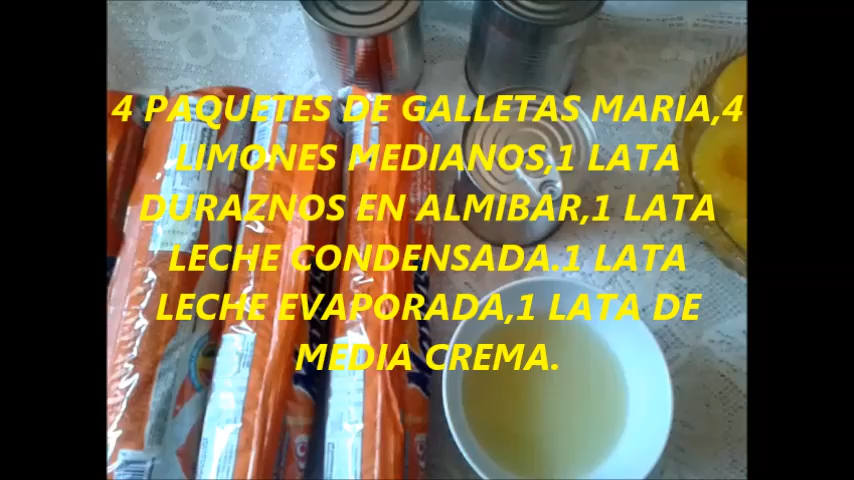 4 PAQUETES DE GALLETAS MARIA,4
LIMONES MEDIANOS,1 LATA
DURAZNOS EN ALMIBAR,1 LATA
LECHE CONDENSADA.1 LATA
LECHE EVAPORADA,1 LATA DE
MEDIA CREMA.